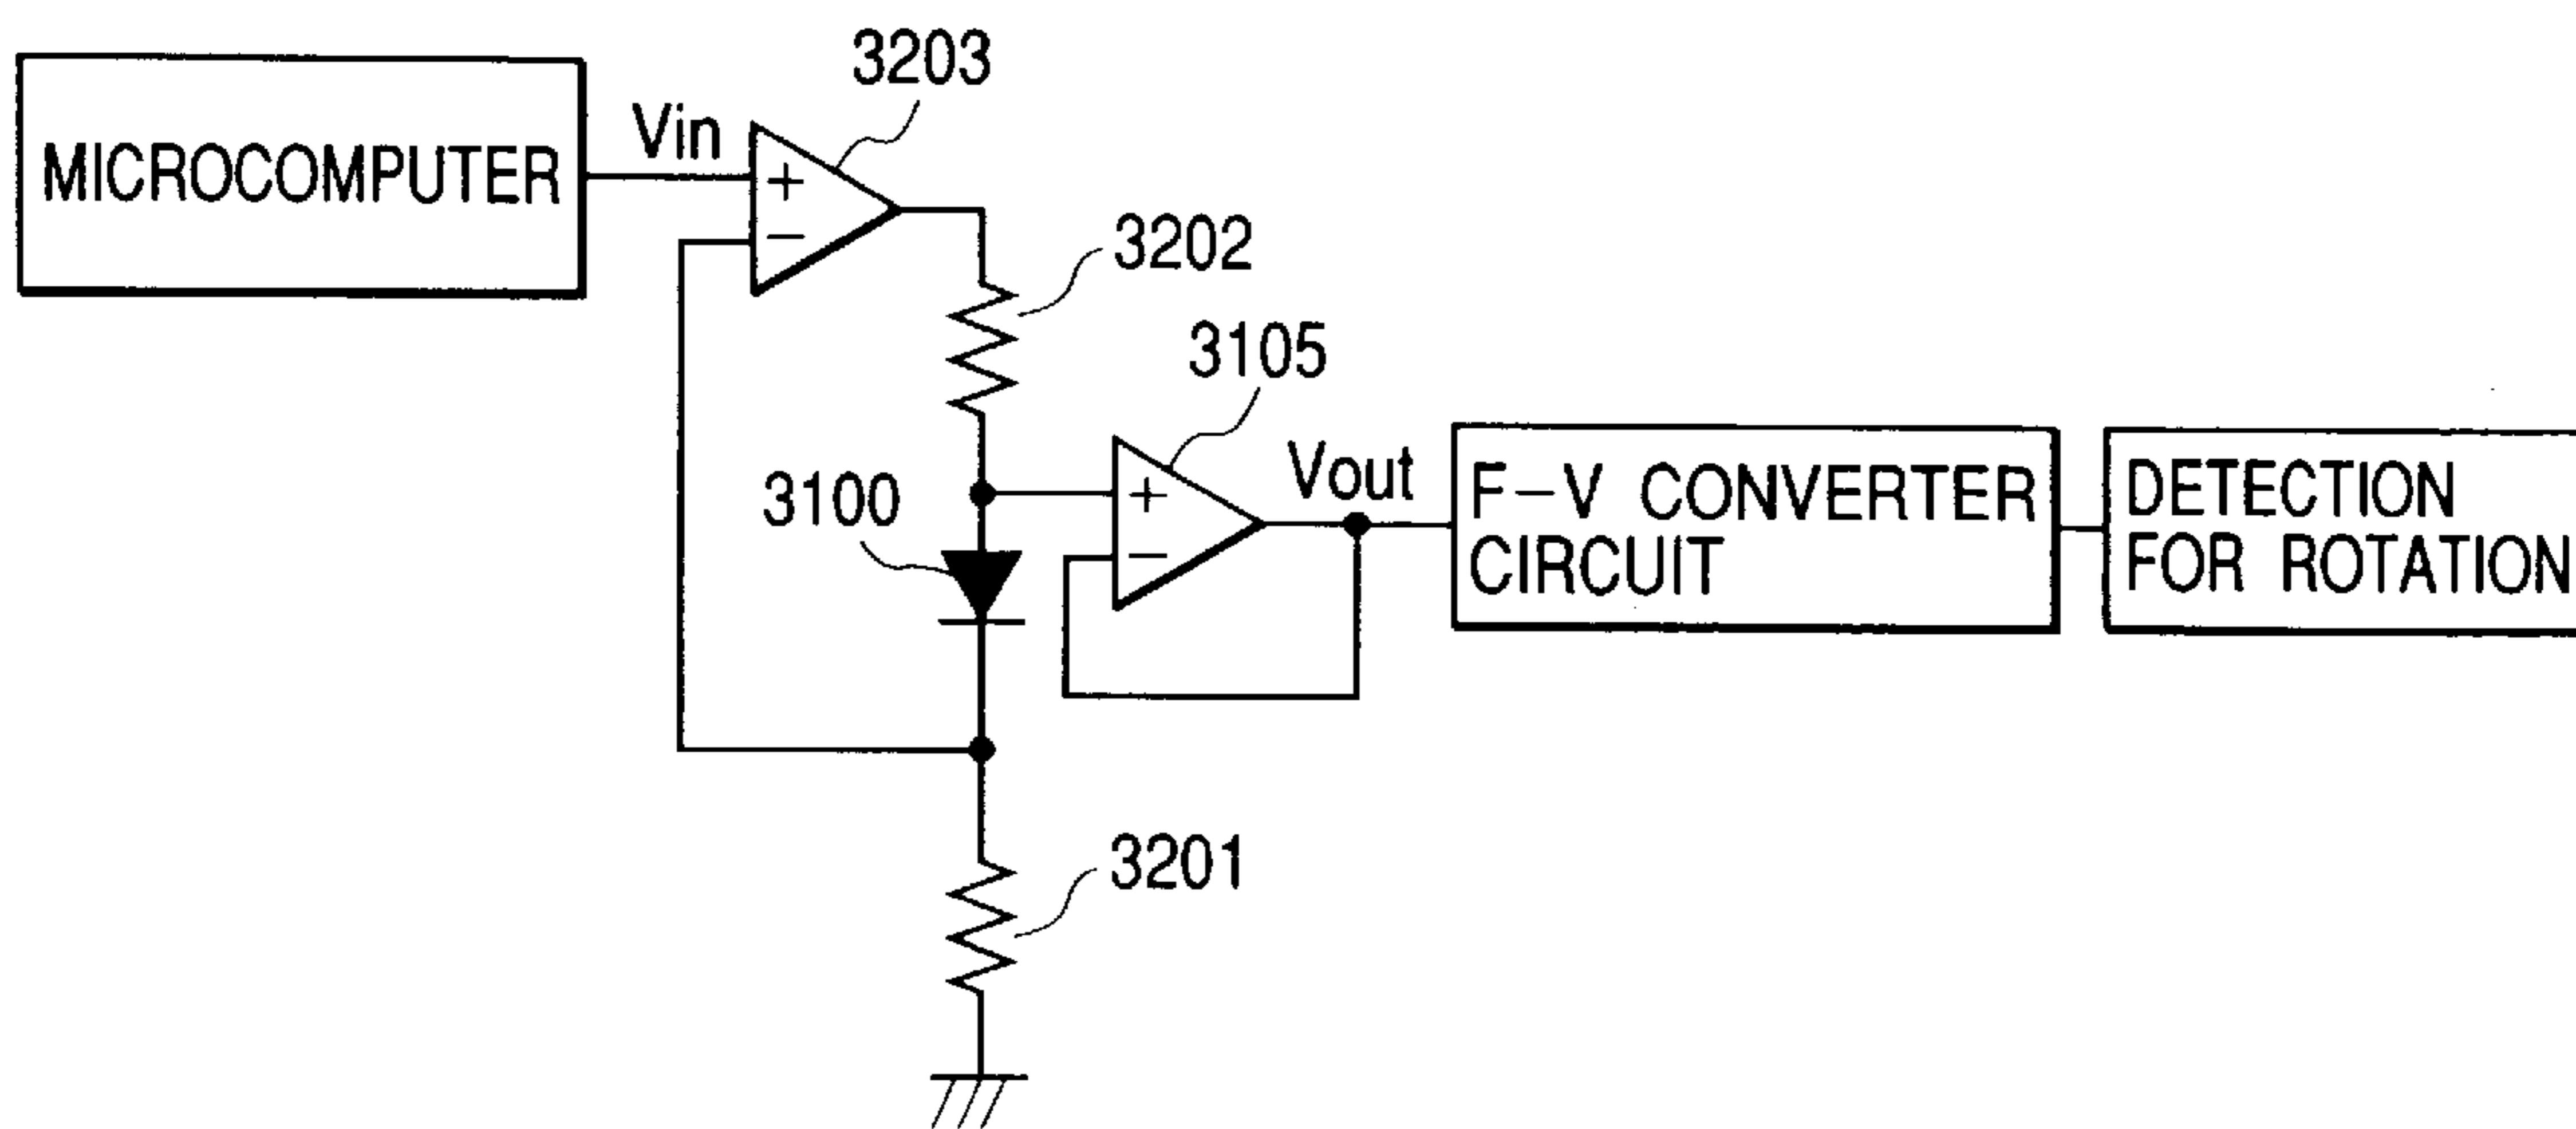 3203
Vin
MICROCOMPUTER
+
−
3202
3105
3100
Vout
+
−
F−V CONVERTER
CIRCUIT
DETECTION
FOR ROTATION
3201